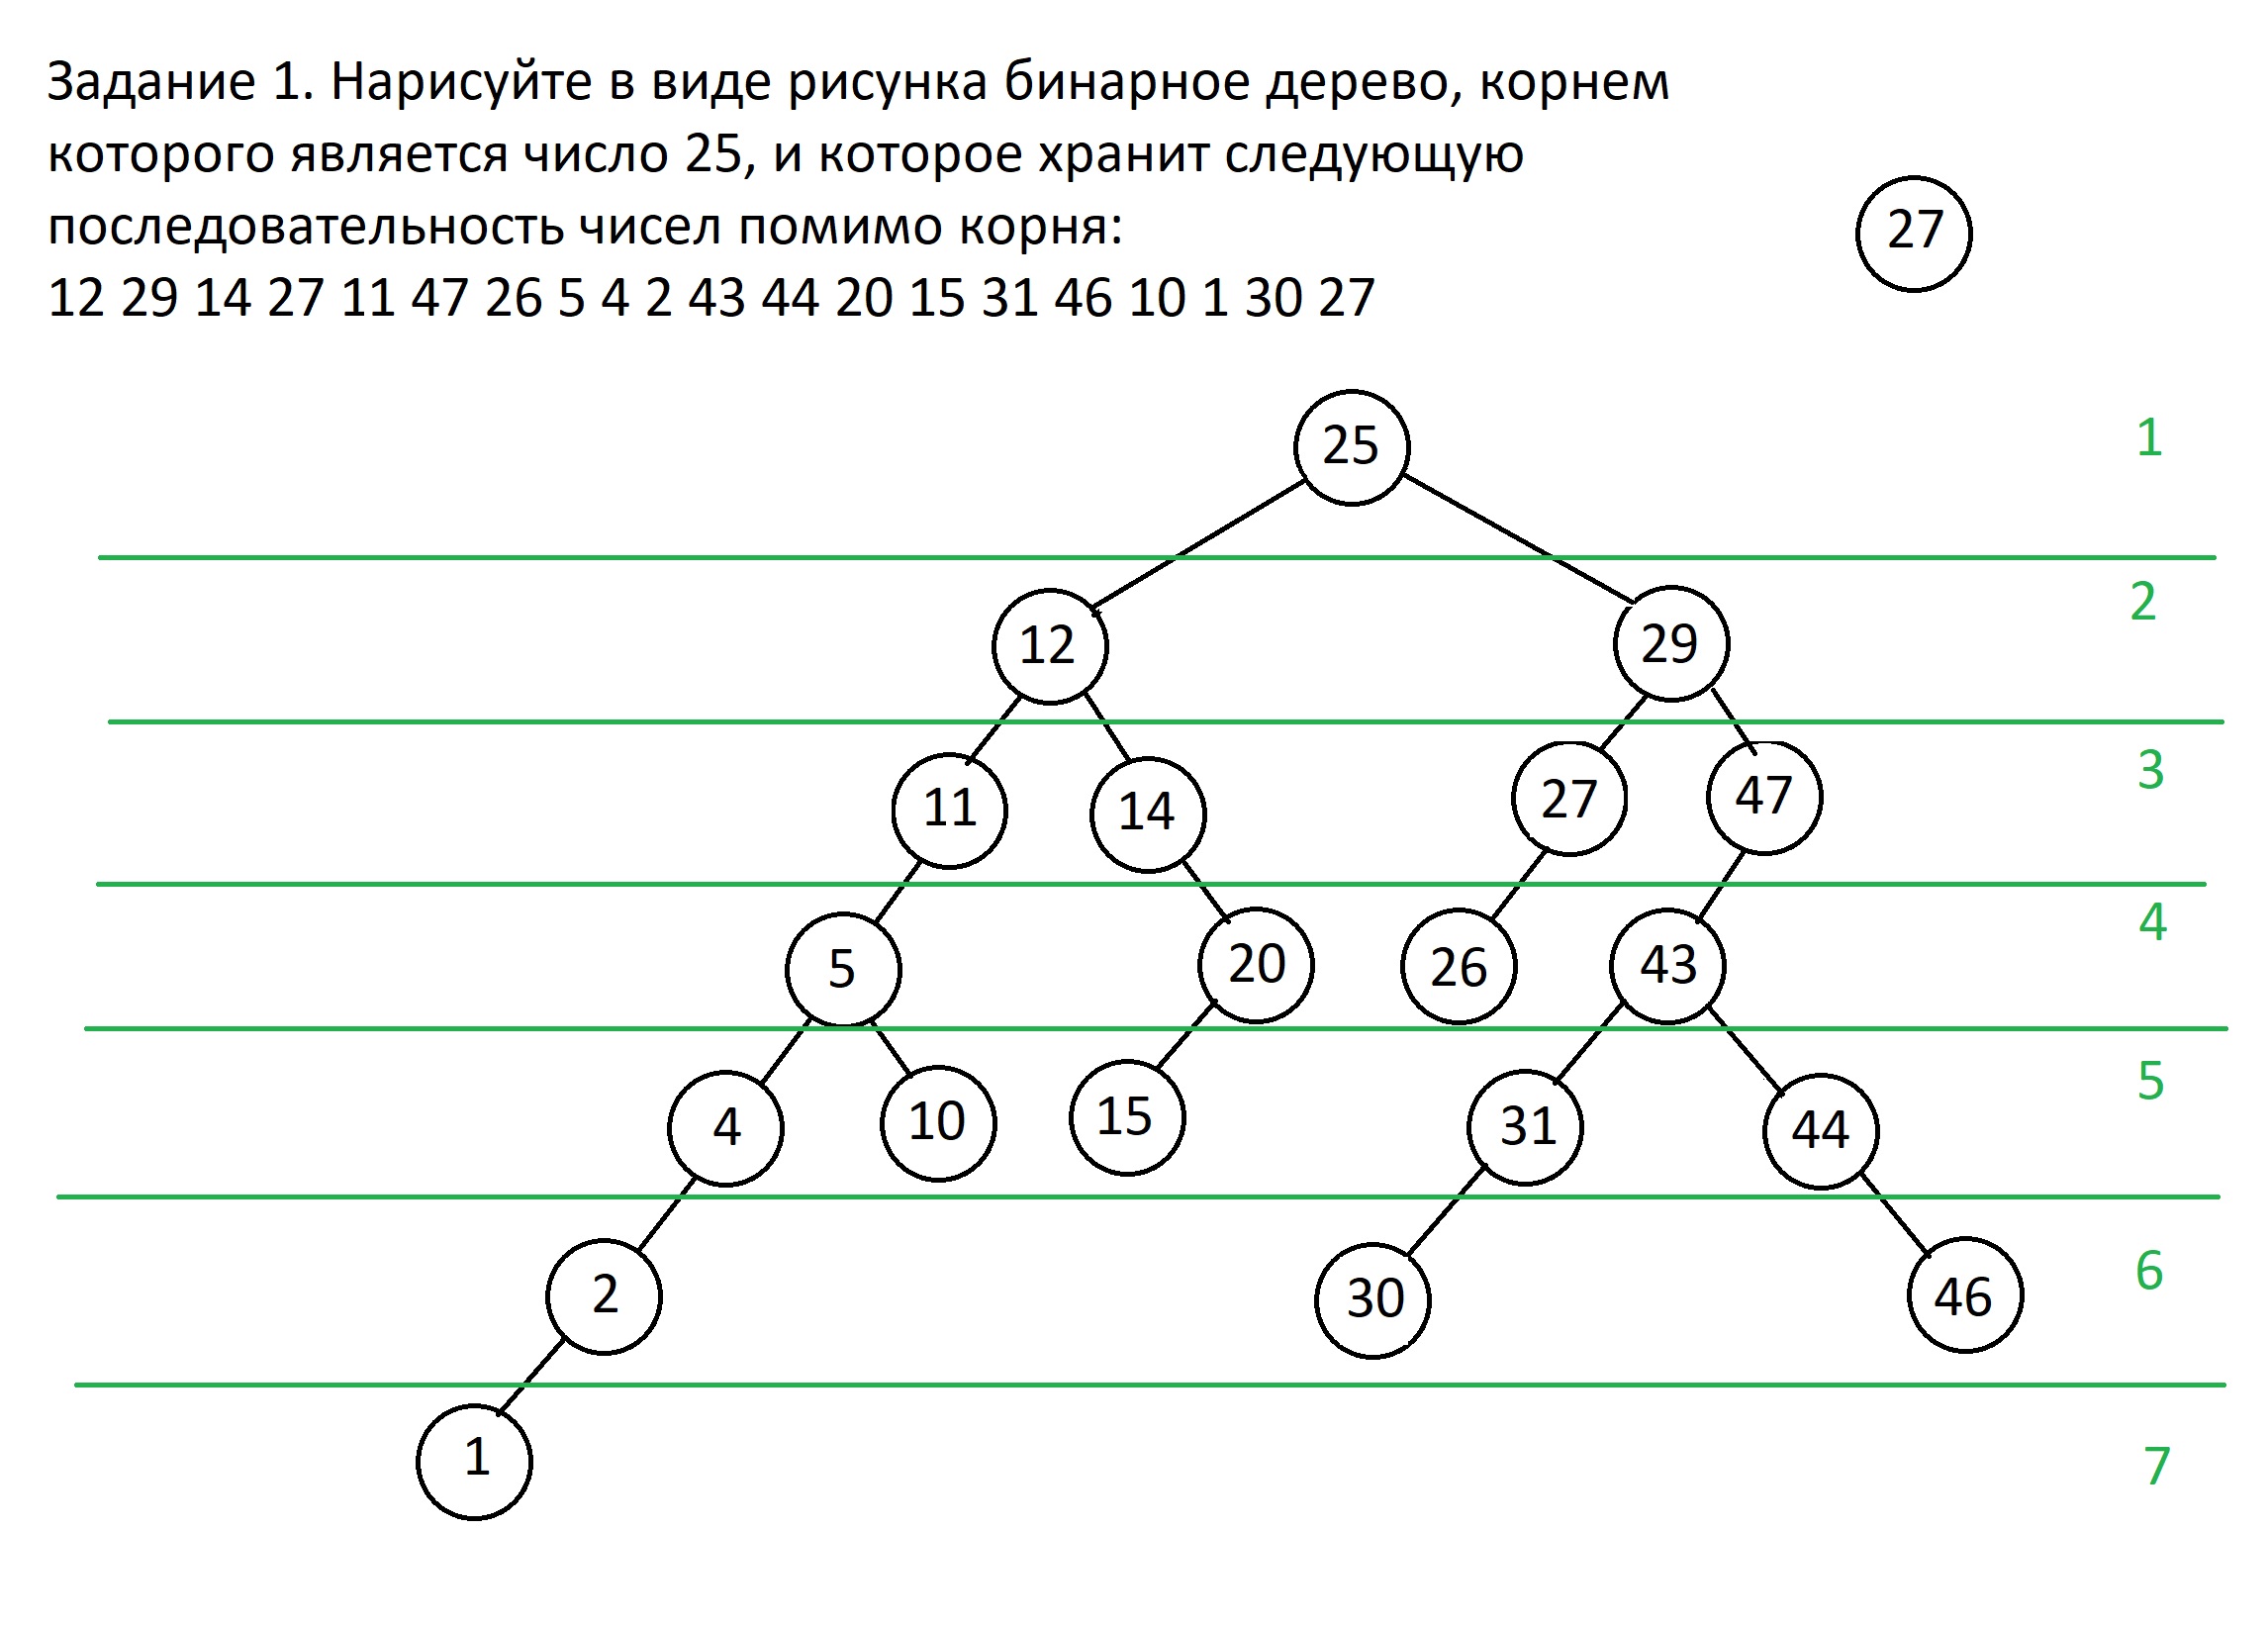 Задание 1. Нарисуйте в виде рисунка бинарное дерево, корнем
которого является число 25, и которое хранит следующую
последовательность чисел помимо корня:
27
12 29 14 27 11 47 26 5 4 2 43 44 20 15 31 46 10 1 30 27
25 1
2
12 29
11 14 27 47 3
4
5 20 26 43
5
4 10 15 31 44
6
2 30 46
1 7